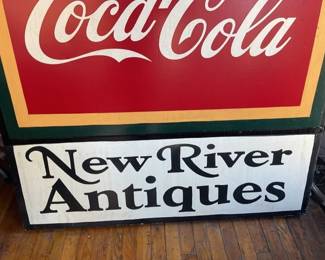 Coca-Cola
New River
Antiques